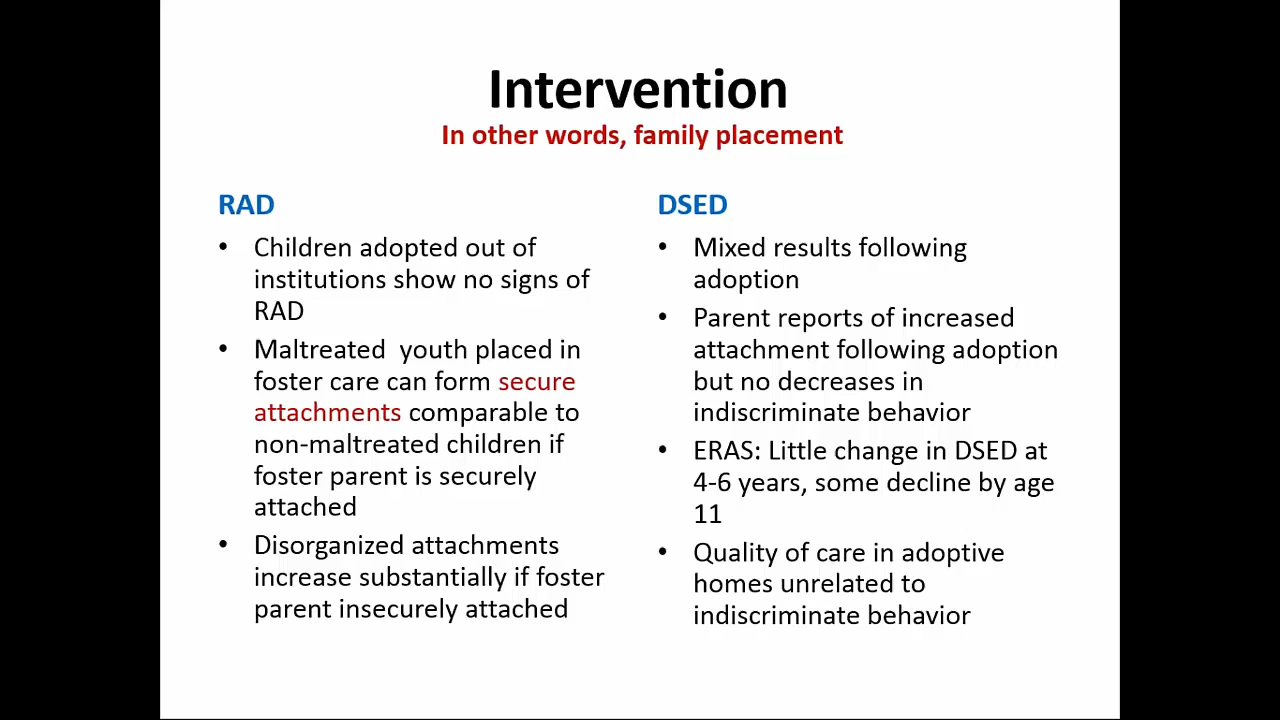 Intervention
In other words, family placement
RAD
• Children adopted out of
institutions show no signs of
RAD
• Maltreated youth placed in
foster care can form secure
attachments comparable to
non-maltreated children if
foster parent is securely
attached
• Disorganized attachments
increase substantially if foster
parent insecurely attached
DSED
• Mixed results following
adoption
• Parent reports of increased
attachment following adoption
but no decreases in
indiscriminate behavior
• ERAS: Little change in DSED at
4-6 years, some decline by age
11
• Quality of care in adoptive
homes unrelated to
indiscriminate behavior